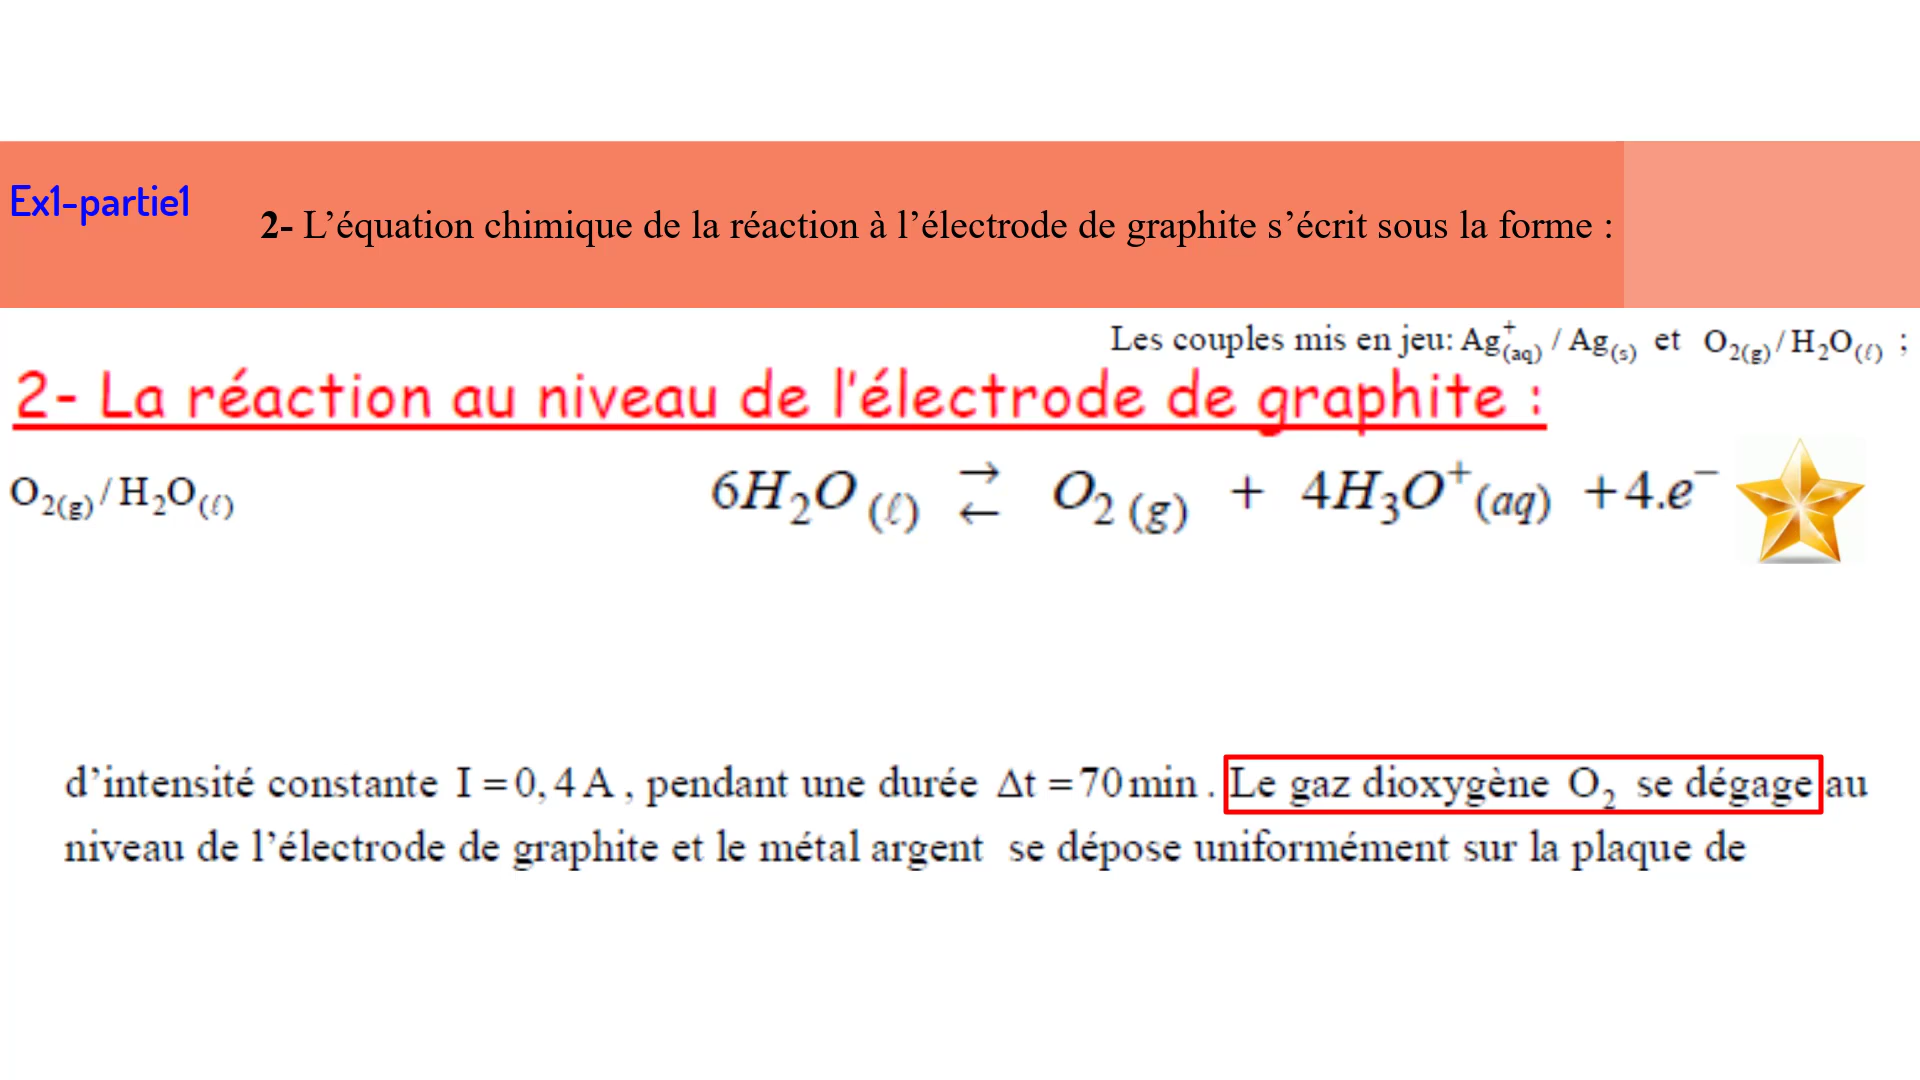 Ex1-partie1
2- L’équation chimique de la réaction à l’électrode de graphite s’écrit sous la forme :
Les couples mis en jeu: Ag⁺(aq) / Ag(s) et O₂(g) / H₂O(ℓ) ;
2- La réaction au niveau de l'électrode de graphite :
O₂(g) / H₂O(ℓ) 6H₂O (ℓ) ⇄ O₂ (g) + 4H₃O⁺(aq) +4.e⁻
d’intensité constante I = 0,4 A , pendant une durée Δt = 70 min . Le gaz dioxygène O₂ se dégage au
niveau de l’électrode de graphite et le métal argent se dépose uniformément sur la plaque de